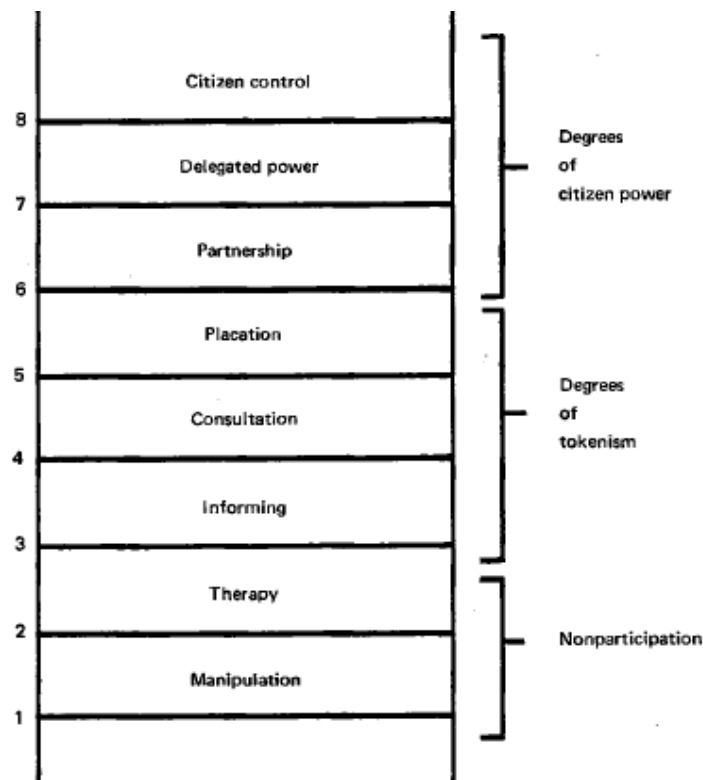 Citizen control
8
Delegated power
7
Partnership
6
Placation
5
Consultation
4
Informing
3
Therapy
2
Manipulation
1
Degrees
of
citizen power
Degrees
of
tokenism
Nonparticipation